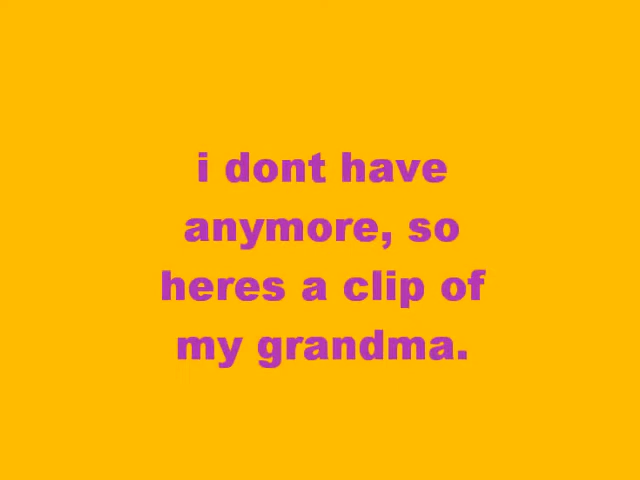 i dont have
anymore, so
heres a clip of
my grandma.